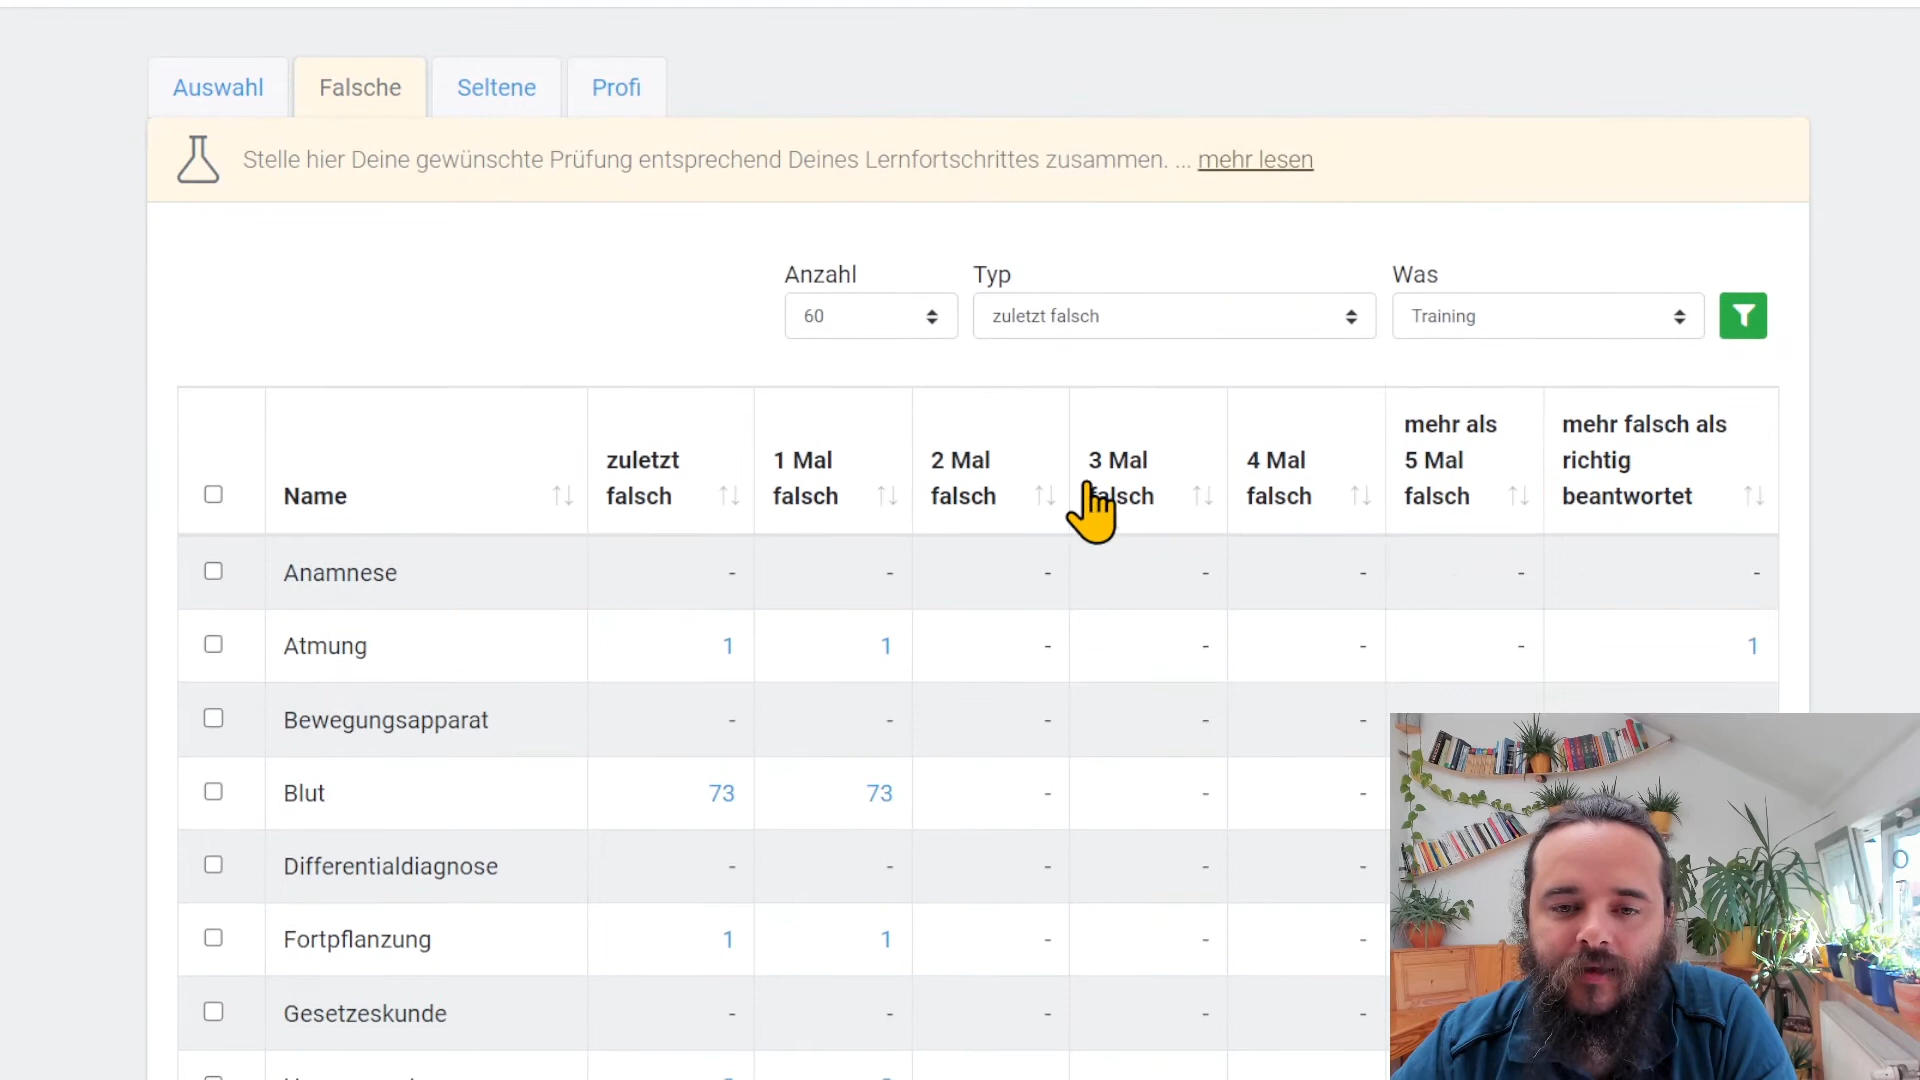 Auswahl Falsche Seltene Profi
Stelle hier Deine gewünschte Prüfung entsprechend Deines Lernfortschrittes zusammen. ... mehr lesen
Anzahl Typ Was
60 zuletzt falsch Training
Name zuletzt falsch 1 Mal falsch 2 Mal falsch 3 Mal falsch 4 Mal falsch mehr als 5 Mal falsch mehr falsch als richtig beantwortet
Anamnese - - - - - - -
Atmung 1 1 - - - - 1
Bewegungsapparat - - - - -
Blut 73 73 - - -
Differentialdiagnose - - - - -
Fortpflanzung 1 1 - - -
Gesetzeskunde - - - - -